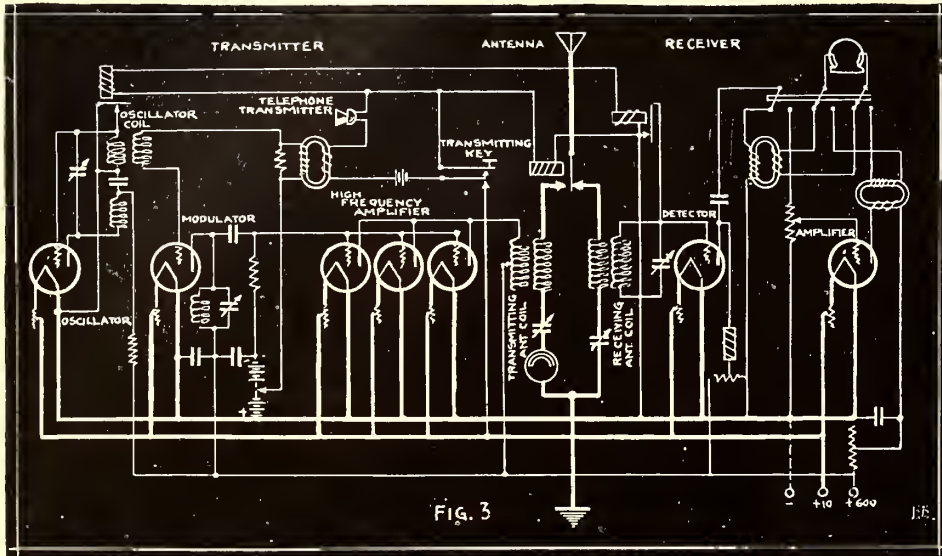 TRANSMITTER
ANTENNA
RECEIVER
TELEPHONE
TRANSMITTER
OSCILLATOR
COIL
TRANSMITTING
KEY
HIGH
FREQUENCY
AMPLIFIER
MODULATOR
DETECTOR
AMPLIFIER
OSCILLATOR
TRANSMITTING
ANT COIL
RECEIVING
ANT. COIL
+
- +10 +600
FIG. 3